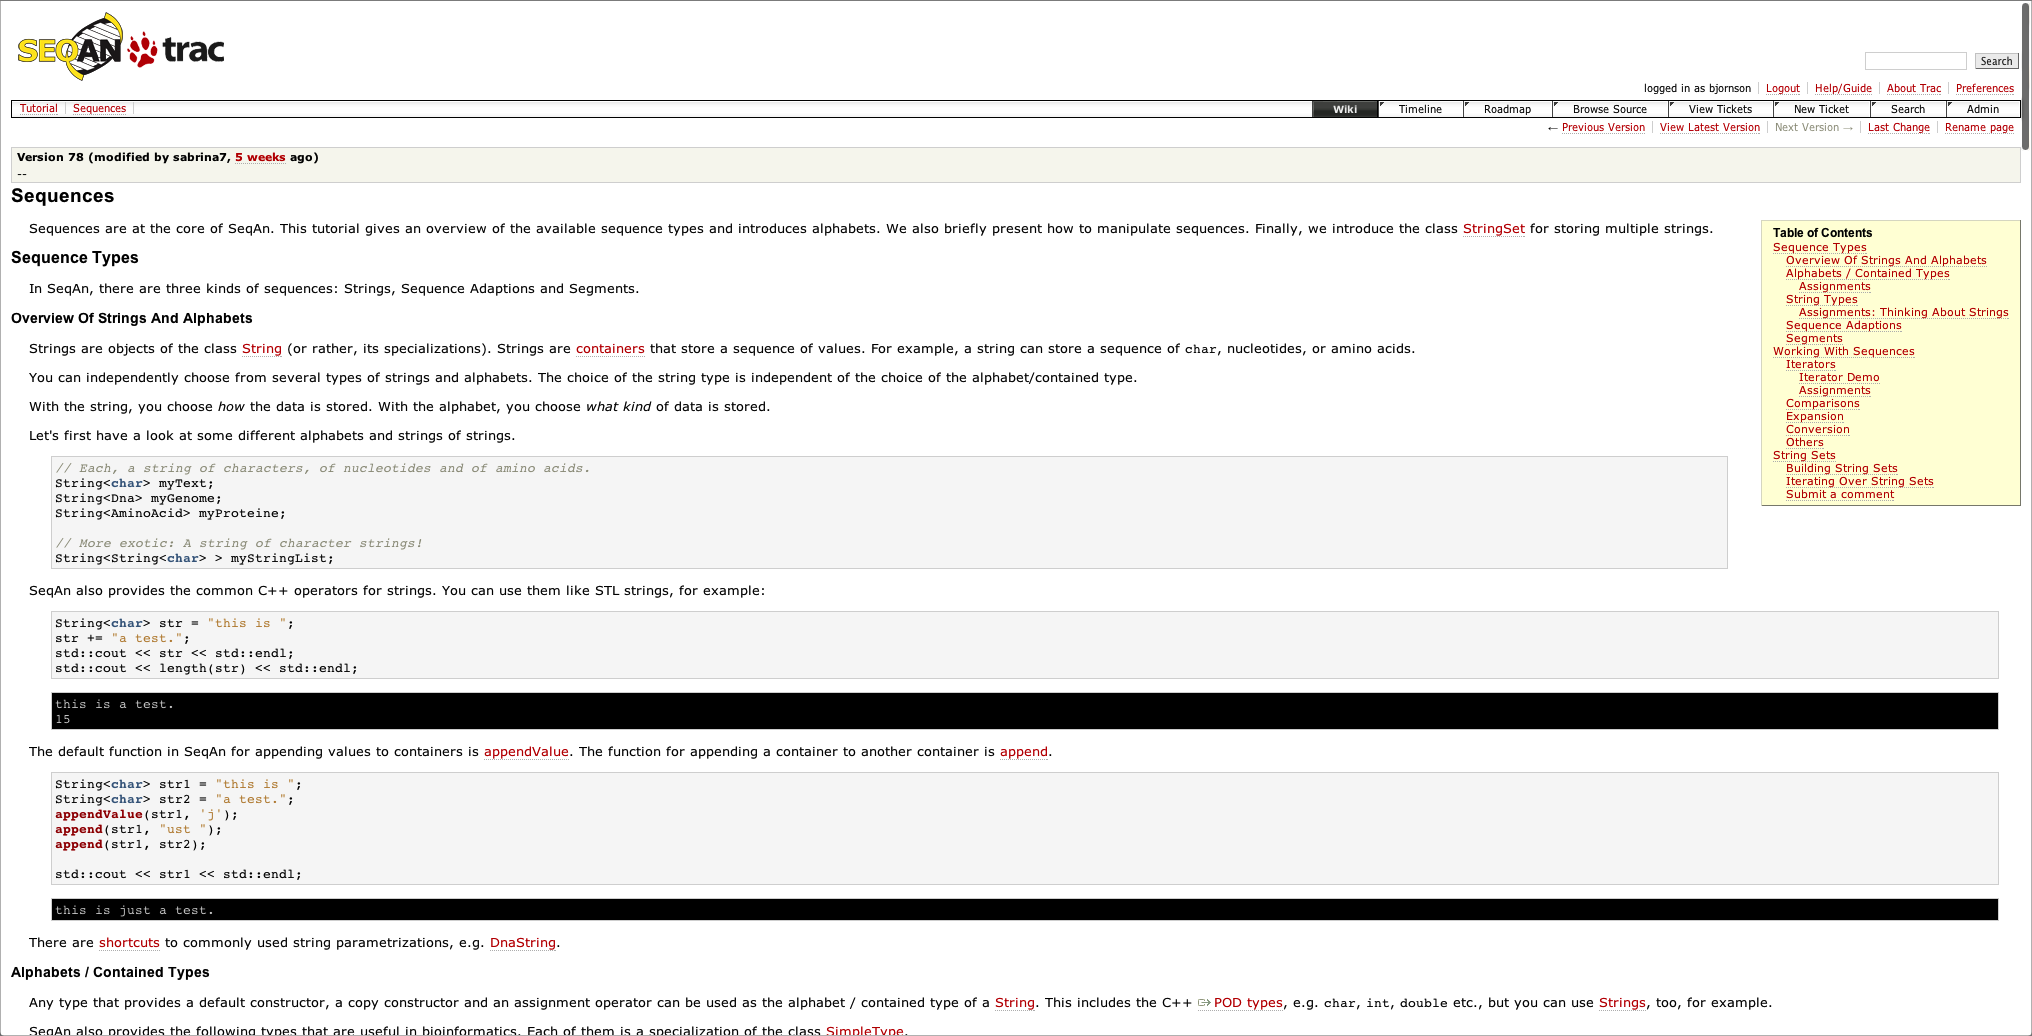 SEQAN trac
Search
logged in as bjornson Logout Help/Guide About Trac Preferences
Tutorial Sequences Wiki Timeline Roadmap Browse Source View Tickets New Ticket Search Admin
← Previous Version View Latest Version Next Version → Last Change Rename page
Version 78 (modified by sabrina7, 5 weeks ago)
--
Sequences
Sequences are at the core of SeqAn. This tutorial gives an overview of the available sequence types and introduces alphabets. We also briefly present how to manipulate sequences. Finally, we introduce the class StringSet for storing multiple strings.
Table of Contents
Sequence Types
Overview Of Strings And Alphabets
Alphabets / Contained Types
Assignments
String Types
Assignments: Thinking About Strings
Sequence Adaptions
Segments
Working With Sequences
Iterators
Iterator Demo
Assignments
Comparisons
Expansion
Conversion
Others
String Sets
Building String Sets
Iterating Over String Sets
Submit a comment
Sequence Types
In SeqAn, there are three kinds of sequences: Strings, Sequence Adaptions and Segments.
Overview Of Strings And Alphabets
Strings are objects of the class String (or rather, its specializations). Strings are containers that store a sequence of values. For example, a string can store a sequence of char, nucleotides, or amino acids.
You can independently choose from several types of strings and alphabets. The choice of the string type is independent of the choice of the alphabet/contained type.
With the string, you choose how the data is stored. With the alphabet, you choose what kind of data is stored.
Let's first have a look at some different alphabets and strings of strings.
// Each, a string of characters, of nucleotides and of amino acids.
String<char> myText;
String<Dna> myGenome;
String<AminoAcid> myProteine;
// More exotic: A string of character strings!
String<String<char> > myStringList;
SeqAn also provides the common C++ operators for strings. You can use them like STL strings, for example:
String<char> str = "this is ";
str += "a test.";
std::cout << str << std::endl;
std::cout << length(str) << std::endl;
this is a test.
15
The default function in SeqAn for appending values to containers is appendValue. The function for appending a container to another container is append.
String<char> str1 = "this is ";
String<char> str2 = "a test.";
appendValue(str1, 'j');
append(str1, "ust ");
append(str1, str2);
std::cout << str1 << std::endl;
this is just a test.
There are shortcuts to commonly used string parametrizations, e.g. DnaString.
Alphabets / Contained Types
Any type that provides a default constructor, a copy constructor and an assignment operator can be used as the alphabet / contained type of a String. This includes the C++ POD types, e.g. char, int, double etc., but you can use Strings, too, for example.
SeqAn also provides the following types that are useful in bioinformatics. Each of them is a specialization of the class SimpleType.